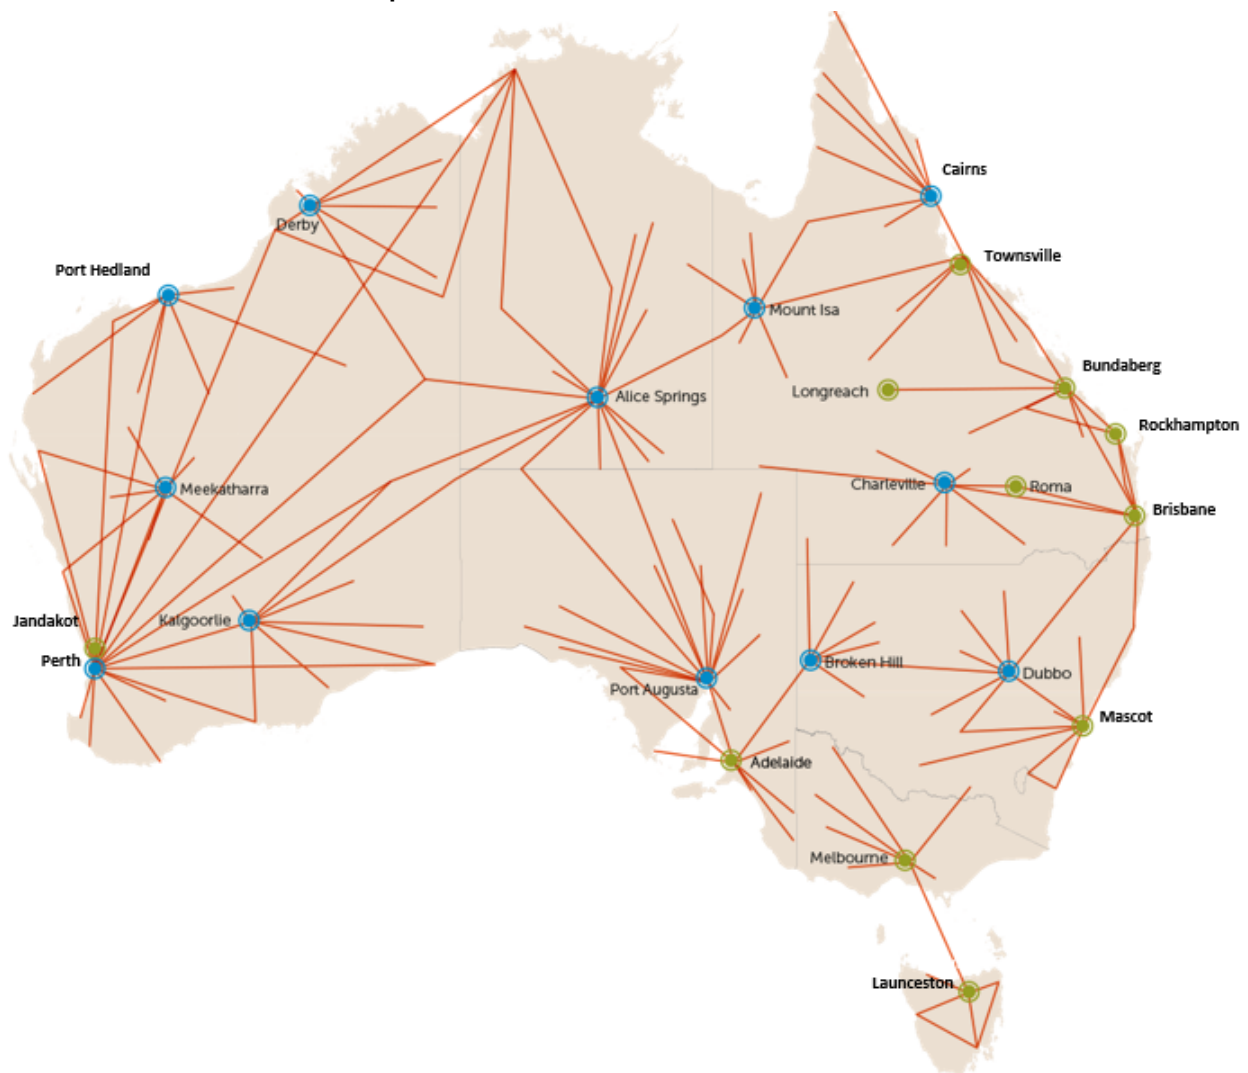 Cairns
Derby
Townsville
Port Hedland
Mount Isa
Bundaberg
Longreach
Alice Springs
Rockhampton
Meekatharra
Charleville
Roma
Brisbane
Jandakot
Kalgoorlie
Perth
Broken Hill
Port Augusta
Dubbo
Mascot
Adelaide
Melbourne
Launceston